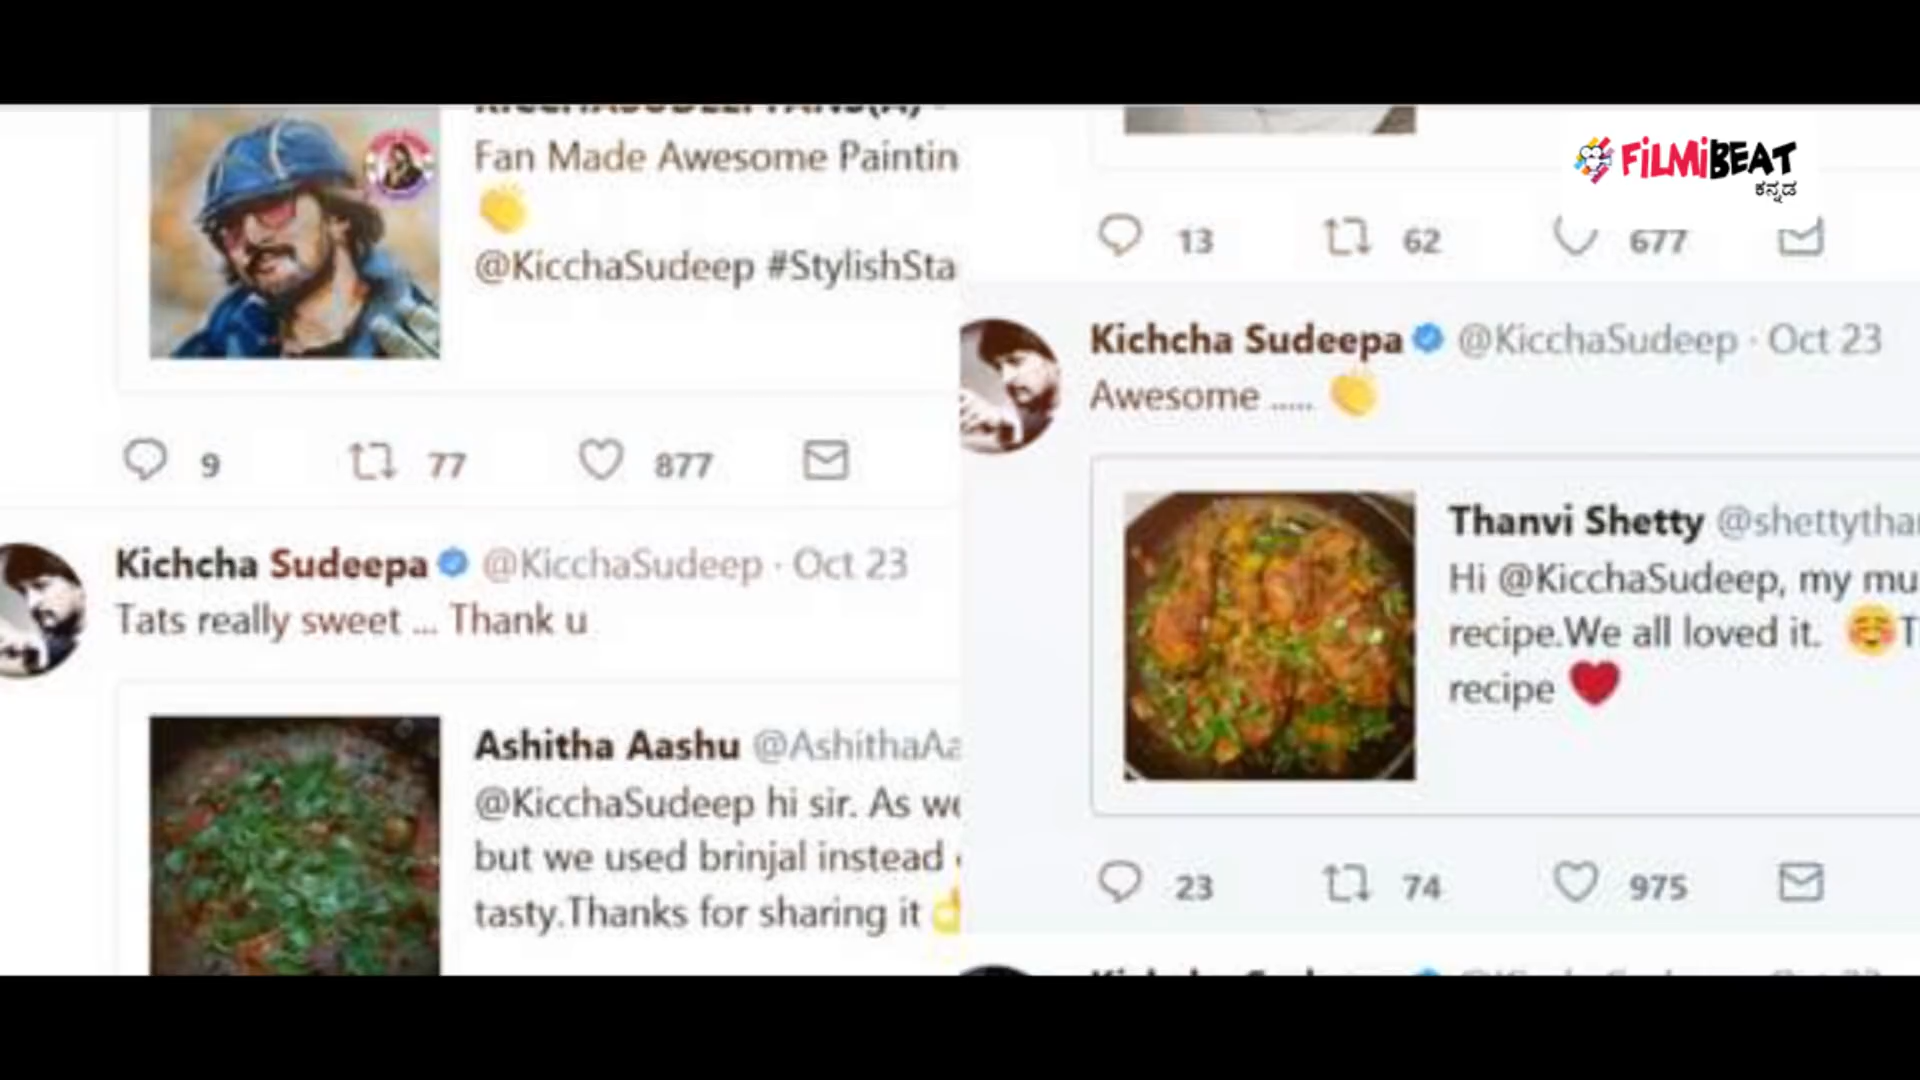 Fan Made Awesome Paintin
@KicchaSudeep #StylishSta
9 77 877
Kichcha Sudeepa @KicchaSudeep · Oct 23
Tats really sweet ... Thank u
Ashitha Aashu @AshithaAa
@KicchaSudeep hi sir. As we
but we used brinjal instead
tasty.Thanks for sharing it
FiLMiBEAT
ಕನ್ನಡ
13 62 677
Kichcha Sudeepa @KicchaSudeep · Oct 23
Awesome .....
Thanvi Shetty @shettytha
Hi @KicchaSudeep, my mu
recipe.We all loved it. T
recipe
23 74 975